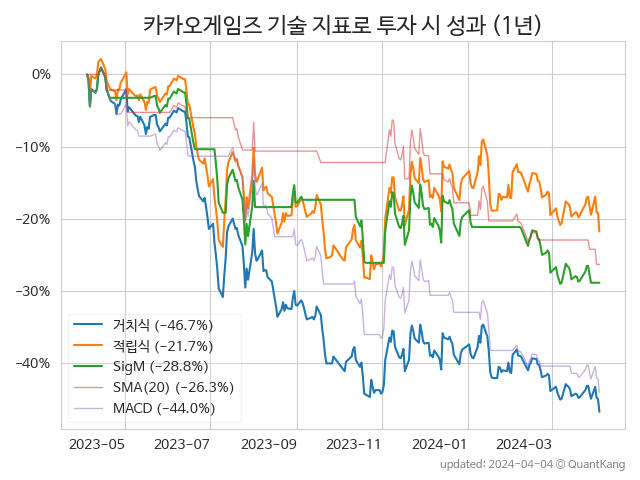 카카오게임즈 기술 지표로 투자 시 성과 (1년)
0%
−10%
−20%
−30%
−40%
거치식 (−46.7%)
적립식 (−21.7%)
SigM (−28.8%)
SMA(20) (−26.3%)
MACD (−44.0%)
2023−05 2023−07 2023−09 2023−11 2024−01 2024−03
updated: 2024−04−04 ⓒ QuantKang